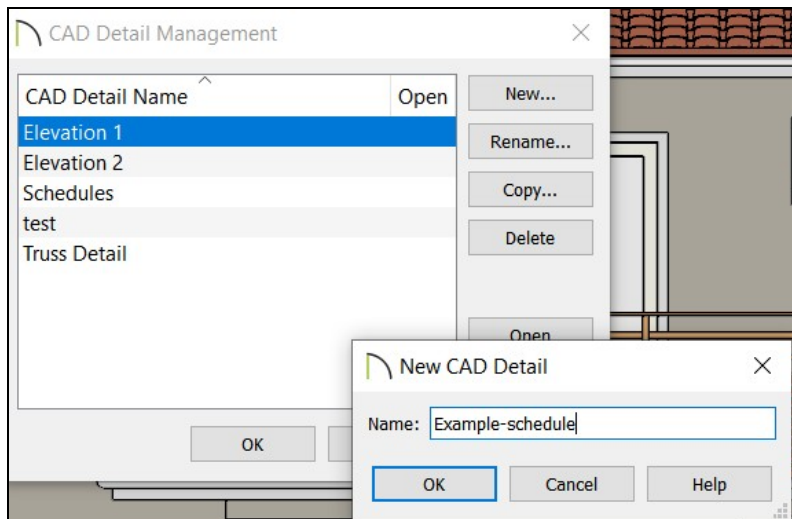 CAD Detail Management
CAD Detail Name Open
New...
Elevation 1
Rename...
Elevation 2
Schedules
Copy...
test
Delete
Truss Detail
Open
New CAD Detail
Name: Example-schedule
OK
OK Cancel Help